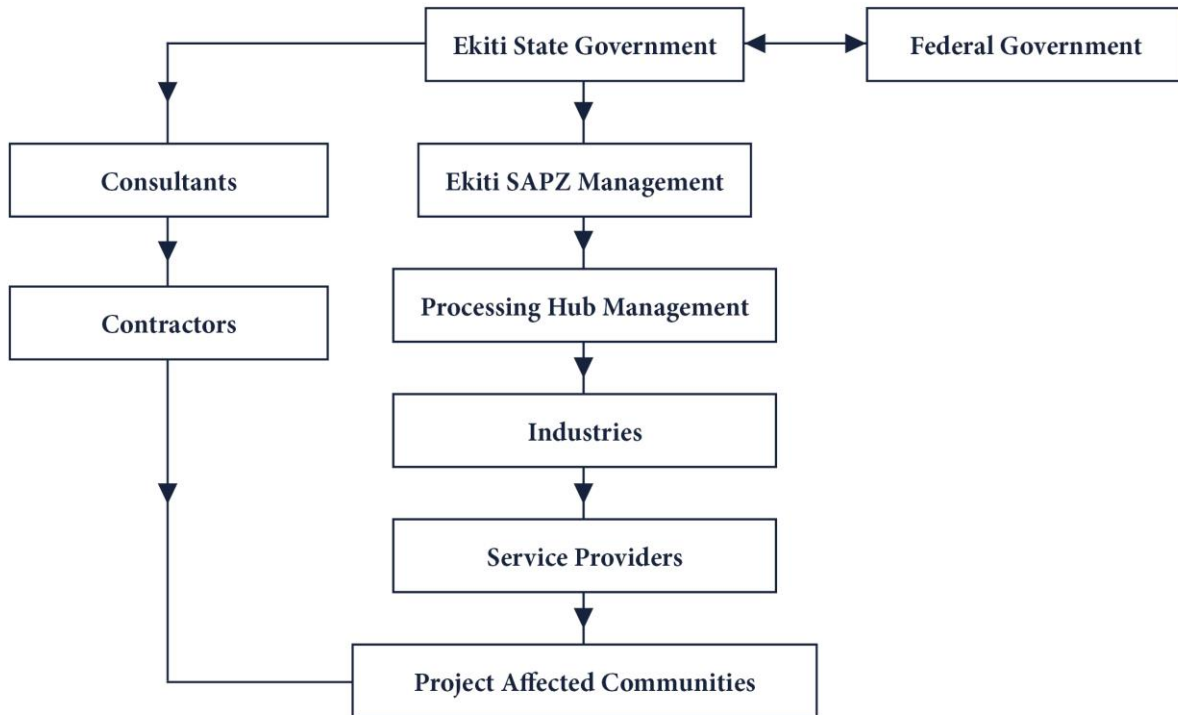 Ekiti State Government
Federal Government
Consultants
Ekiti SAPZ Management
Processing Hub Management
Contractors
Industries
Service Providers
Project Affected Communities